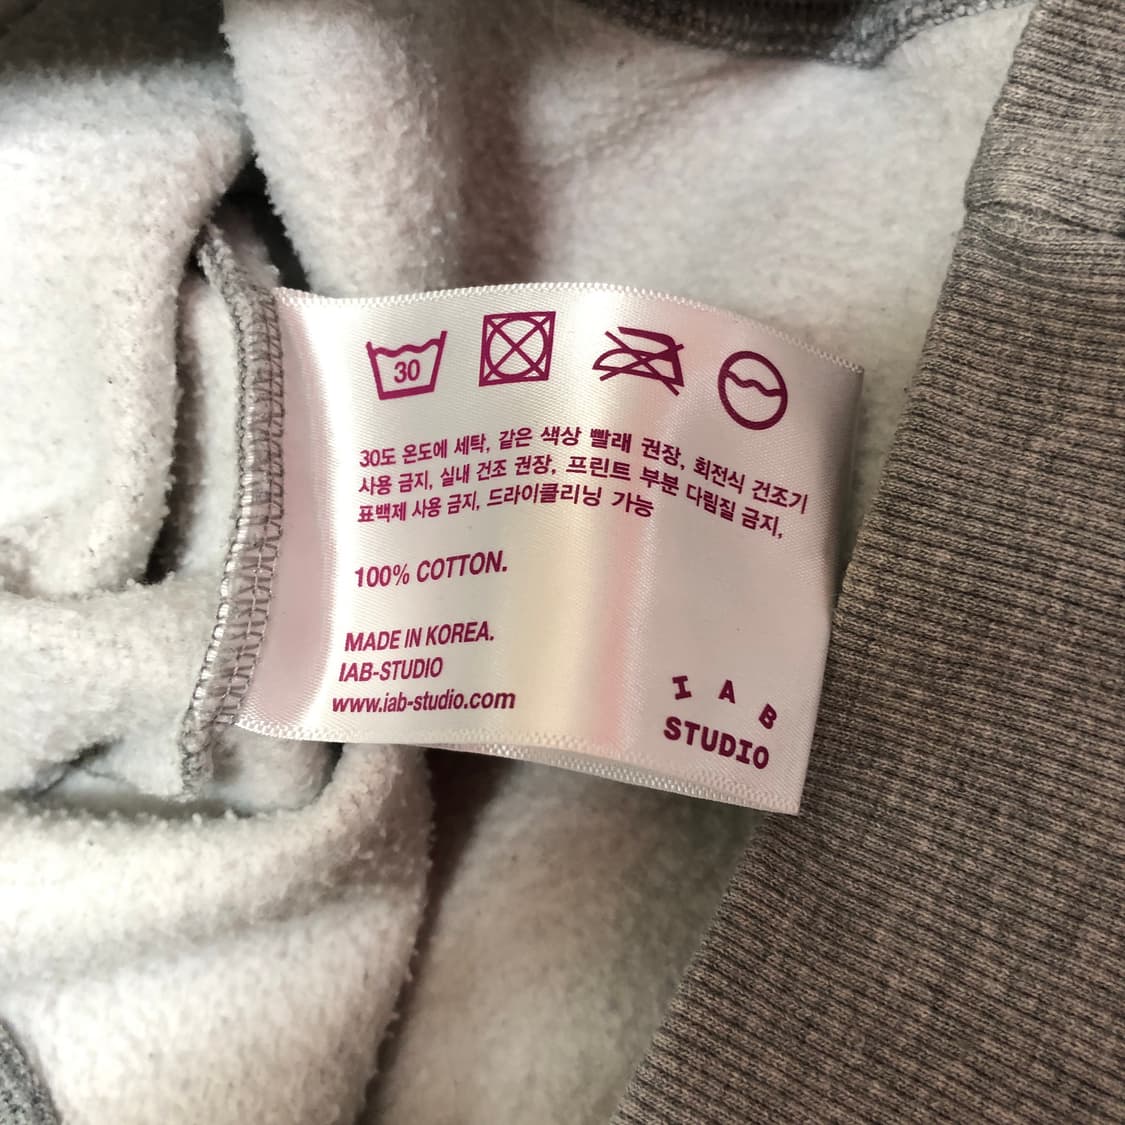 30
30도 온도에 세탁, 같은 색상 빨래 권장, 회전식 건조기
사용 금지, 실내 건조 권장, 프린트 부분 다림질 금지,
표백제 사용 금지, 드라이클리닝 가능
100% COTTON.
MADE IN KOREA.
IAB-STUDIO
www.iab-studio.com
I A B
STUDIO